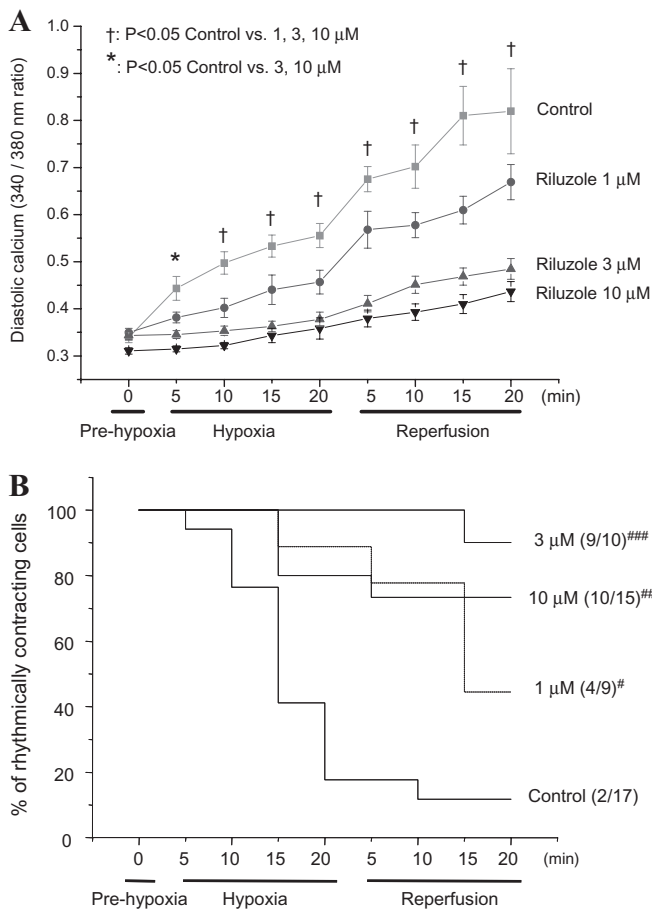 A
†: P<0.05 Control vs. 1, 3, 10 μM
*: P<0.05 Control vs. 3, 10 μM
Diastolic calcium (340 / 380 nm ratio)
1.0
0.9
0.8
0.7
0.6
0.5
0.4
0.3
† † † † † † †
*
Control
Riluzole 1 μM
Riluzole 3 μM
Riluzole 10 μM
0 5 10 15 20 5 10 15 20 (min)
Pre-hypoxia Hypoxia Reperfusion
B
% of rhythmically contracting cells
100
80
60
40
20
0
3 μM (9/10)###
10 μM (10/15)##
1 μM (4/9)#
Control (2/17)
0 5 10 15 20 5 10 15 20 (min)
Pre-hypoxia Hypoxia Reperfusion